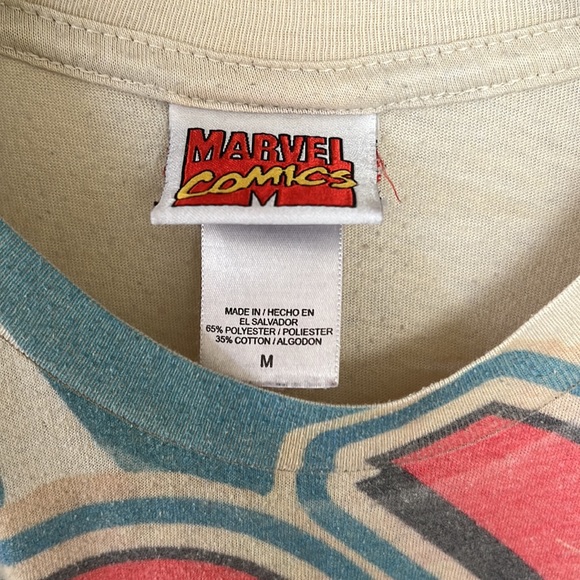 MARVEL
COMICS
M
MADE IN / HECHO EN
EL SALVADOR
65% POLYESTER / POLIESTER
35% COTTON / ALGODON
M